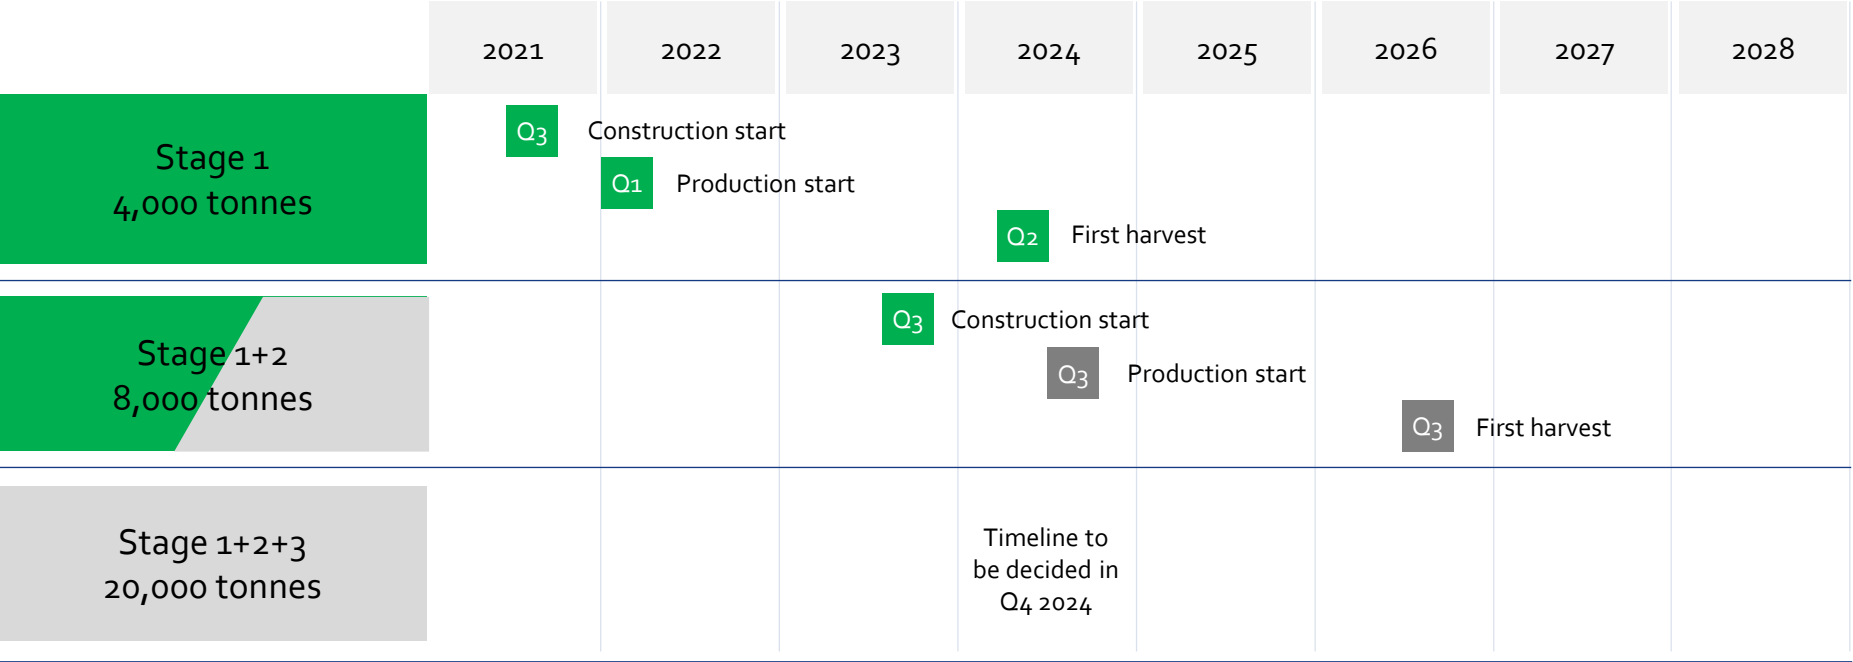 2021 2022 2023 2024 2025 2026 2027 2028
Stage 1
4,000 tonnes
Q3 Construction start
Q1 Production start
Q2 First harvest
Stage 1+2
8,000 tonnes
Q3 Construction start
Q3 Production start
Q3 First harvest
Stage 1+2+3
20,000 tonnes
Timeline to
be decided in
Q4 2024